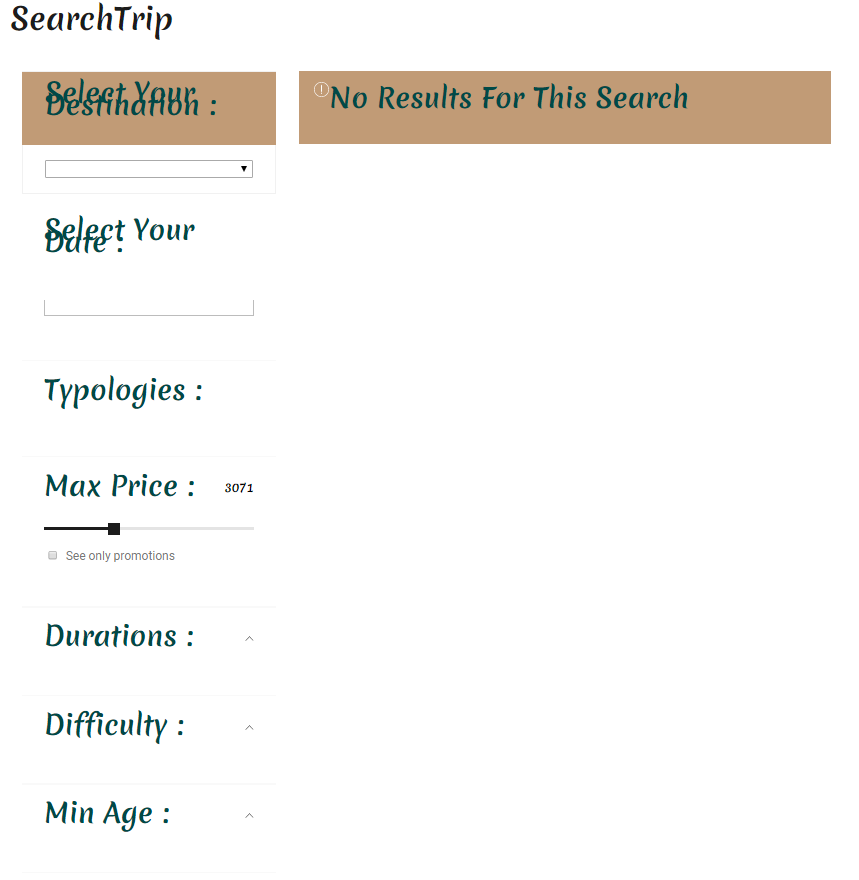 SearchTrip
Select Your
Destination :
No Results For This Search
Select Your
Date :
Typologies :
Max Price :
3071
See only promotions
Durations :
Difficulty :
Min Age :